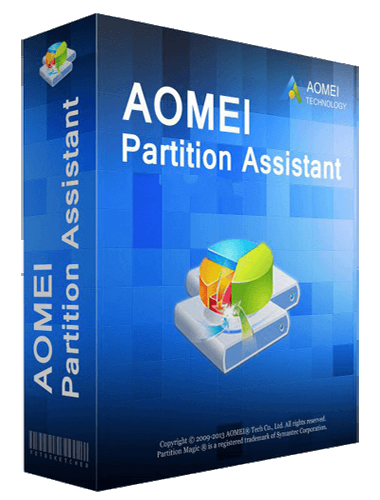 AOMEI
TECHNOLOGY
AOMEI
Partition Assistant
AOMEI
Partition Assistant
Copyright © 2009-2013 AOMEI® Tech Co., Ltd. All rights reserved.
Partition Magic ® is a registered trademark of Symantec Corporation.